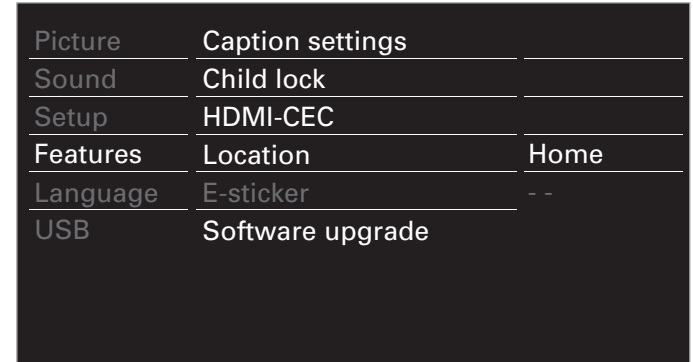 Picture Caption settings
Sound Child lock
Setup HDMI-CEC
Features Location Home
Language E-sticker - -
USB Software upgrade